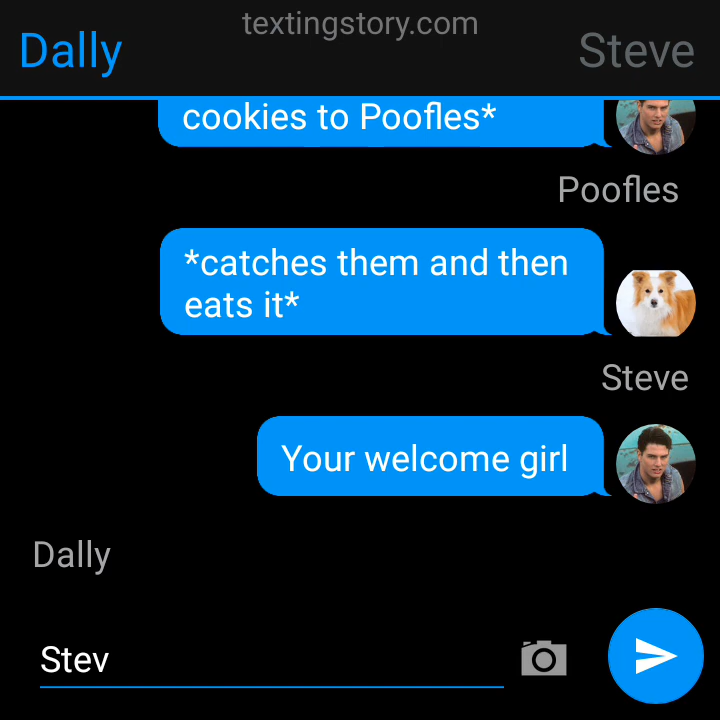 textingstory.com
Dally
Steve
cookies to Poofles*
Poofles
*catches them and then
eats it*
Steve
Your welcome girl
Dally
Stev